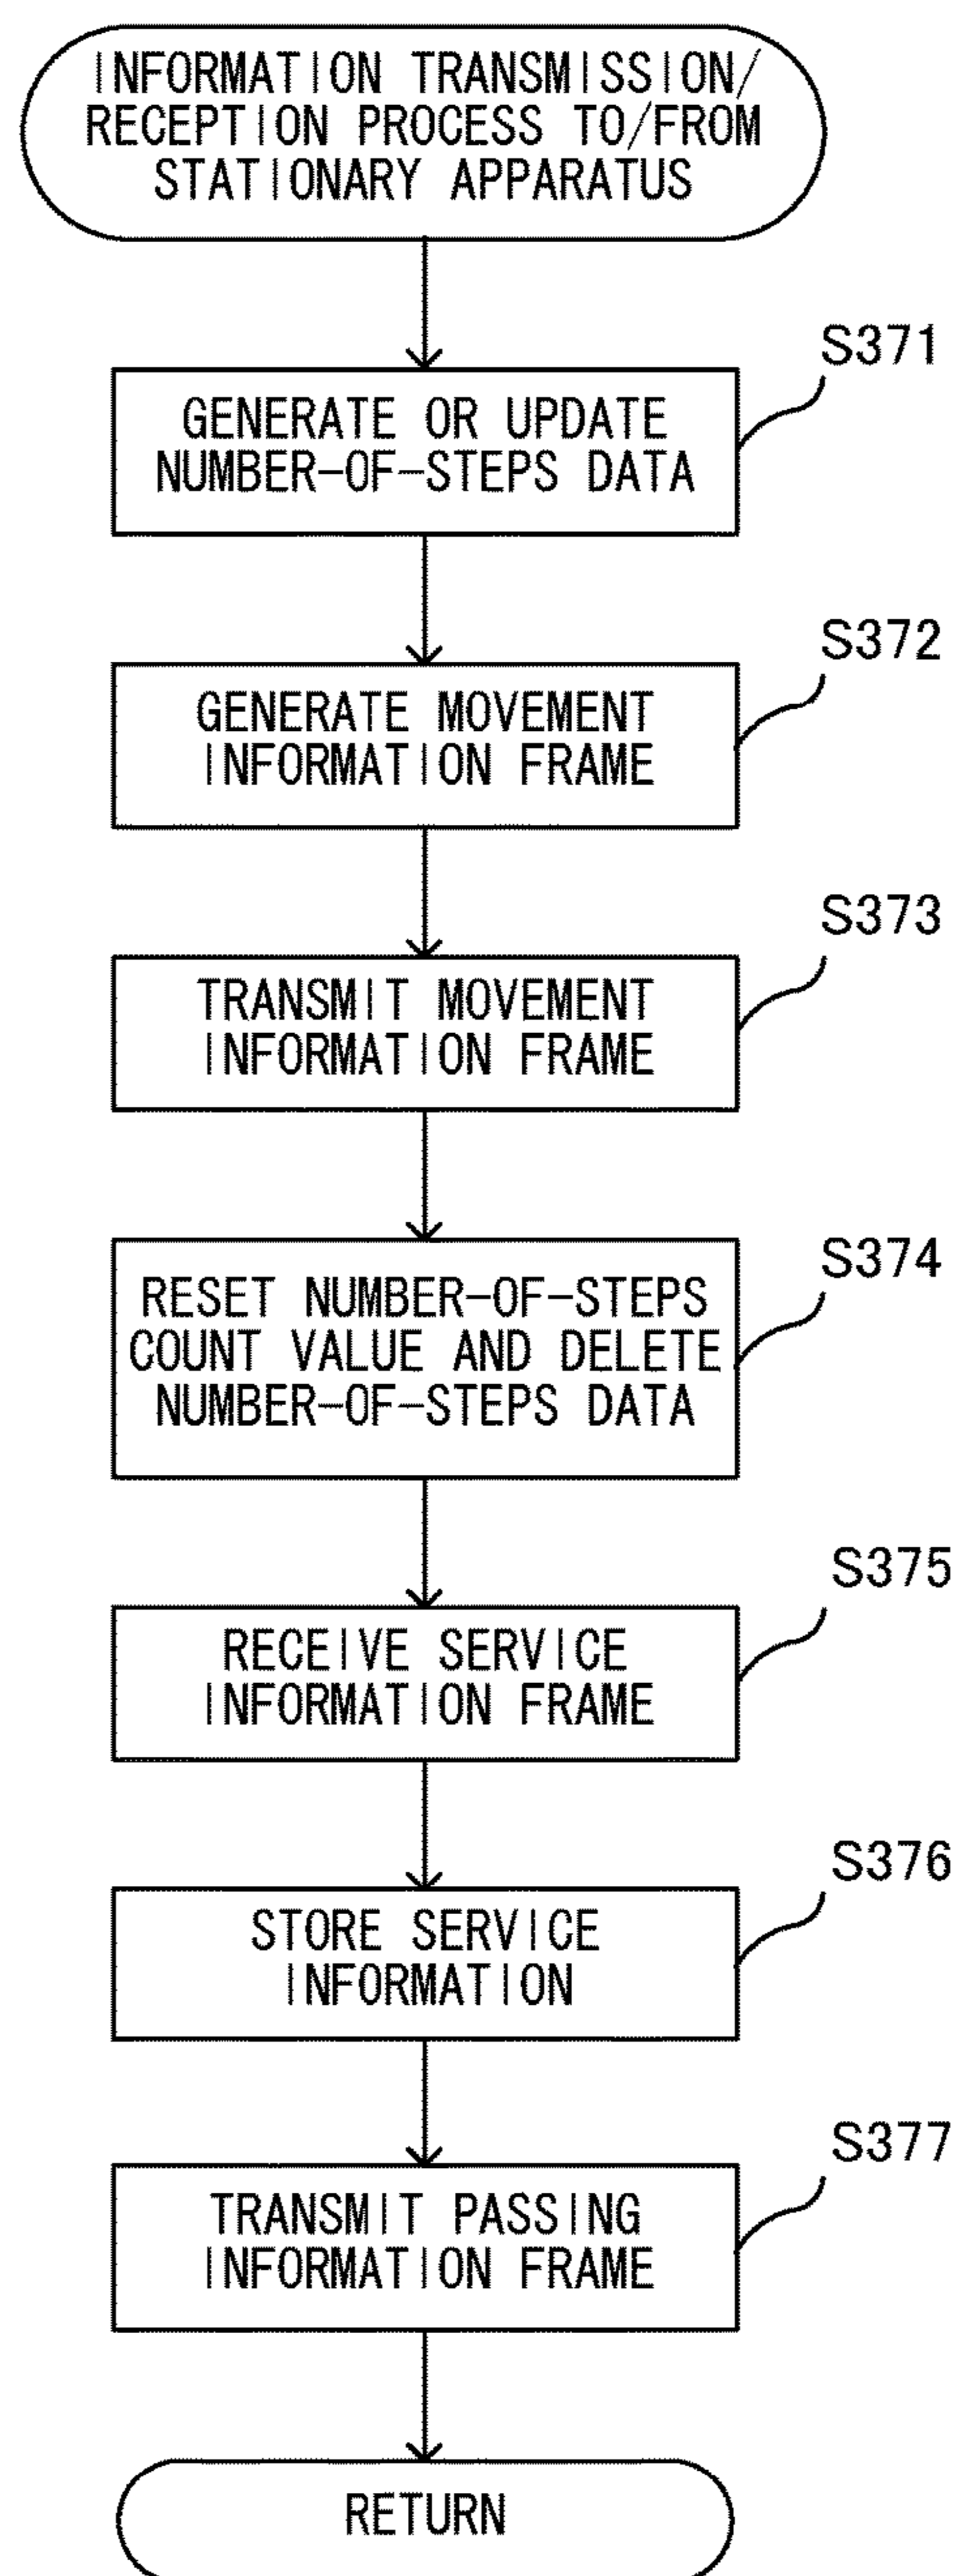 INFORMATION TRANSMISSION/
RECEPTION PROCESS TO/FROM
STATIONARY APPARATUS
S371
GENERATE OR UPDATE
NUMBER-OF-STEPS DATA
S372
GENERATE MOVEMENT
INFORMATION FRAME
S373
TRANSMIT MOVEMENT
INFORMATION FRAME
S374
RESET NUMBER-OF-STEPS
COUNT VALUE AND DELETE
NUMBER-OF-STEPS DATA
S375
RECEIVE SERVICE
INFORMATION FRAME
S376
STORE SERVICE
INFORMATION
S377
TRANSMIT PASSING
INFORMATION FRAME
RETURN